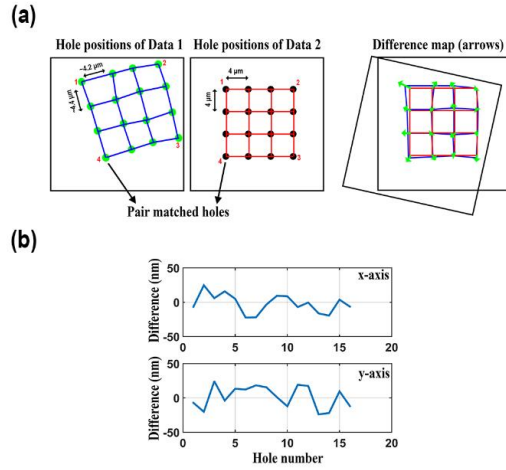 (a)
Hole positions of Data 1
Hole positions of Data 2
Difference map (arrows)
~4.2 μm
~4.4 μm
1
2
3
4
4 μm
4 μm
1
2
3
4
Pair matched holes
(b)
50
0
-50
Difference (nm)
x-axis
0
5
10
15
20
50
0
-50
Difference (nm)
y-axis
0
5
10
15
20
Hole number